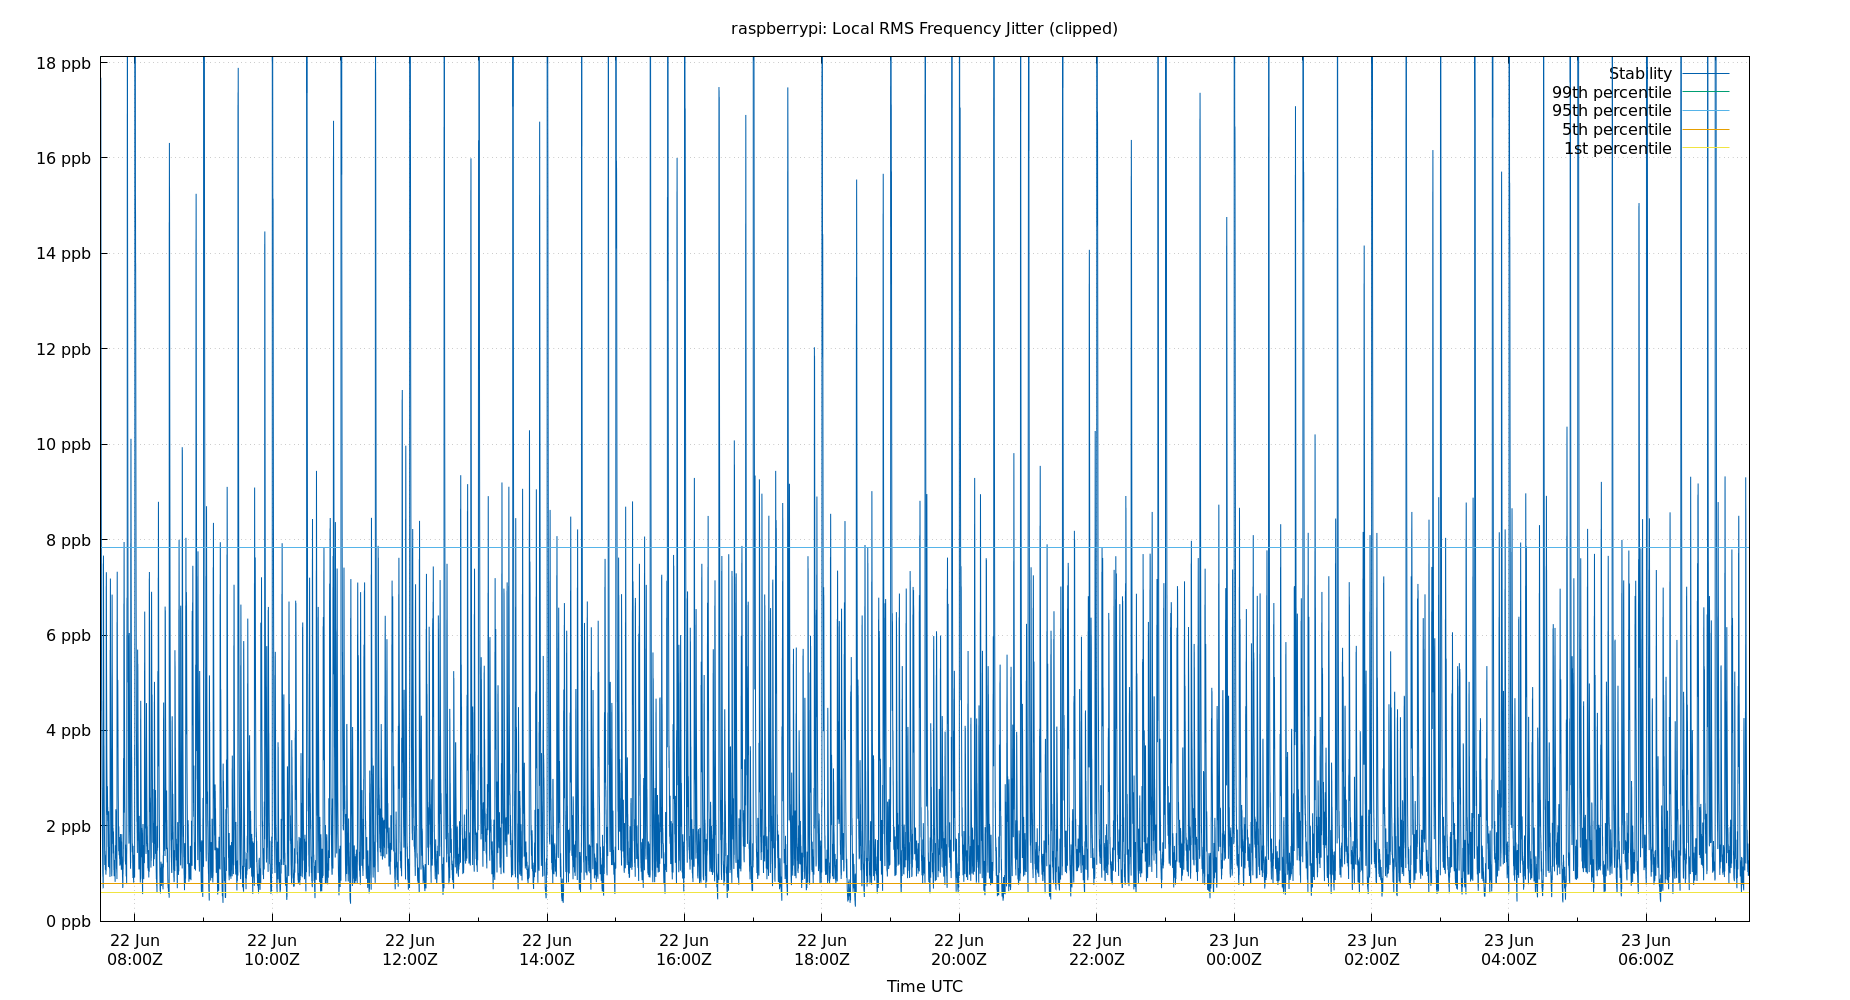 raspberrypi: Local RMS Frequency Jitter (clipped)
18 ppb
16 ppb
14 ppb
12 ppb
10 ppb
8 ppb
6 ppb
4 ppb
2 ppb
0 ppb
Stability
99th percentile
95th percentile
5th percentile
1st percentile
22 Jun 22 Jun 22 Jun 22 Jun 22 Jun 22 Jun 22 Jun 22 Jun 23 Jun 23 Jun 23 Jun 23 Jun
08:00Z 10:00Z 12:00Z 14:00Z 16:00Z 18:00Z 20:00Z 22:00Z 00:00Z 02:00Z 04:00Z 06:00Z
Time UTC